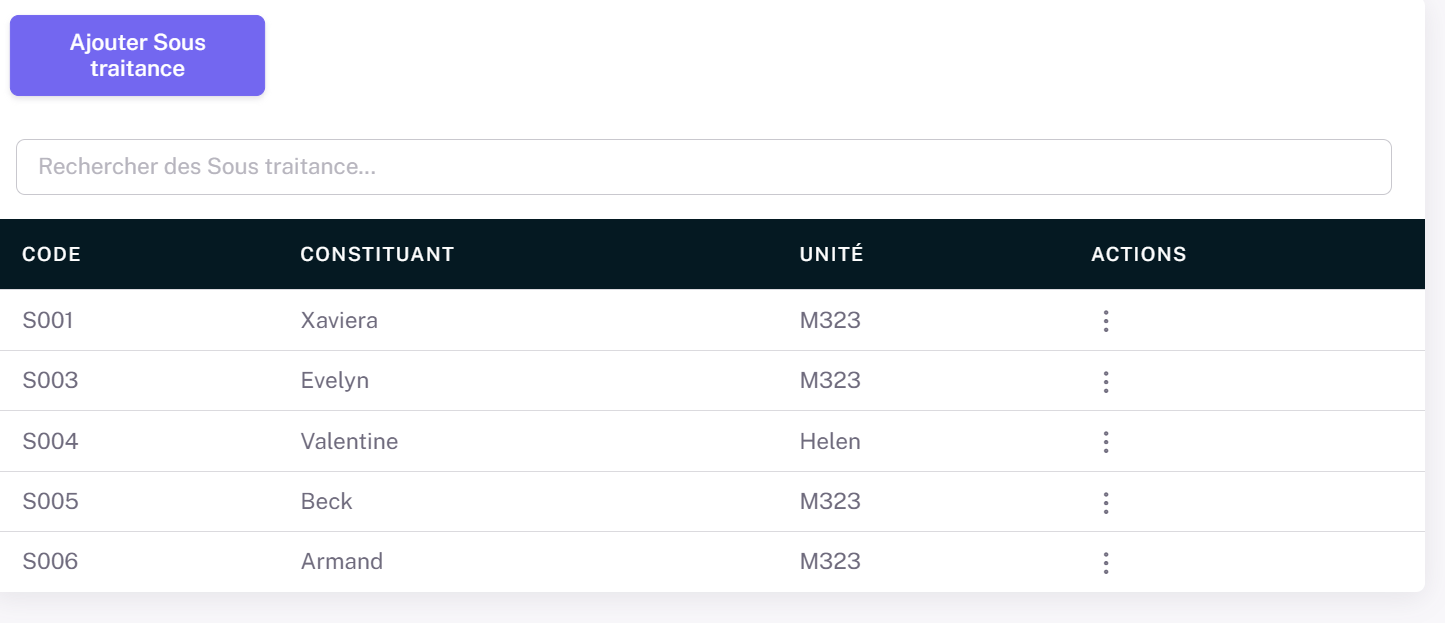 Ajouter Sous
traitance
Rechercher des Sous traitance...
CODE CONSTITUANT UNITÉ ACTIONS
S001 Xaviera M323
S003 Evelyn M323
S004 Valentine Helen
S005 Beck M323
S006 Armand M323